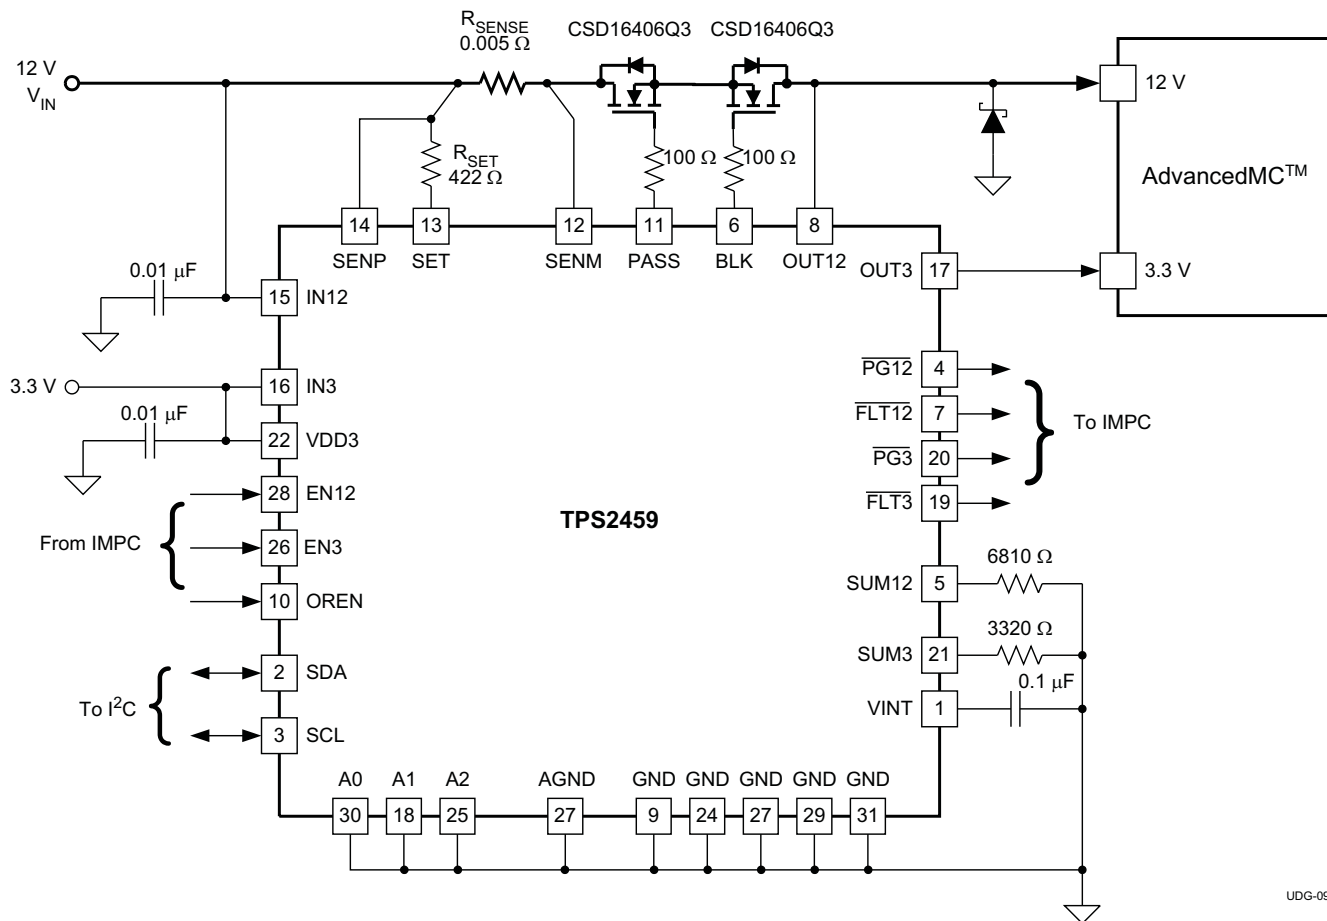 R_SENSE
0.005 Ω
CSD16406Q3
CSD16406Q3
12 V
V_IN
12 V
R_SET
422 Ω
100 Ω
100 Ω
AdvancedMC™
14
13
12
11
6
8
SENP
SET
SENM
PASS
BLK
OUT12
OUT3
17
3.3 V
0.01 μF
15
IN12
3.3 V
16
IN3
0.01 μF
22
VDD3
28
EN12
From IMPC
26
EN3
10
OREN
To I²C
2
SDA
3
SCL
TPS2459
PG12
4
FLT12
7
To IMPC
PG3
20
FLT3
19
6810 Ω
SUM12
5
3320 Ω
SUM3
21
0.1 μF
VINT
1
A0
A1
A2
AGND
GND
GND
GND
GND
GND
30
18
25
27
9
24
27
29
31
UDG-09